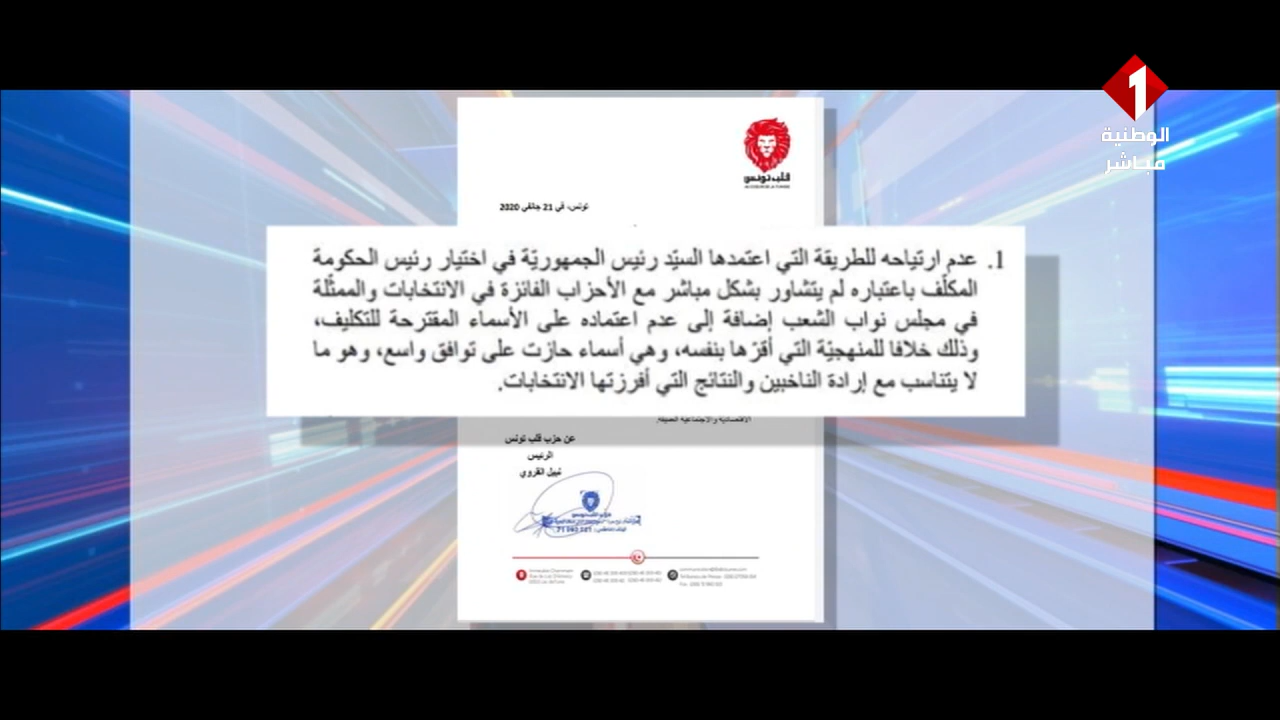 1
الوطنية
مباشر
قلب تونس
تونس، في 21 جانفي 2020
1. عدم ارتياحه للطريقة التي اعتمدها السيّد رئيس الجمهوريّة في اختيار رئيس الحكومة
المكلّف باعتباره لم يتشاور بشكل مباشر مع الأحزاب الفائزة في الانتخابات والممثّلة
في مجلس نواب الشعب إضافة إلى عدم اعتماده على الأسماء المقترحة للتكليف،
وذلك خلافا للمنهجيّة التي أقرّها بنفسه، وهي أسماء حازت على توافق واسع، وهو ما
لا يتناسب مع إرادة الناخبين والنتائج التي أفرزتها الانتخابات.
الاقتصادية والاجتماعية
عن حزب قلب تونس
الرئيس
نبيل القروي